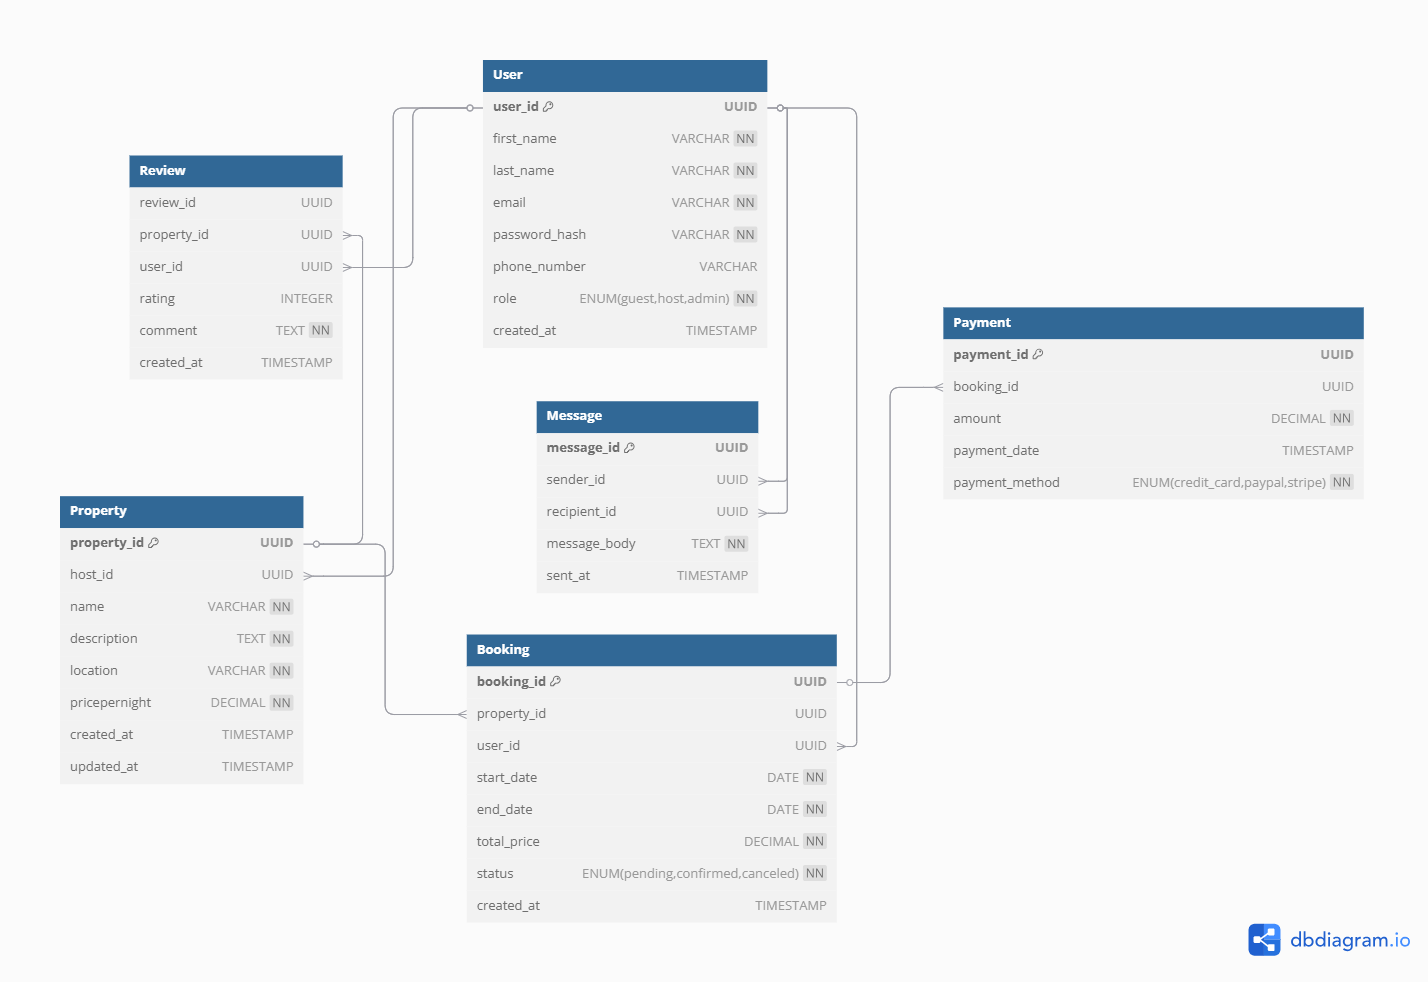 User
user_id UUID
first_name VARCHAR NN
last_name VARCHAR NN
email VARCHAR NN
password_hash VARCHAR NN
phone_number VARCHAR
role ENUM(guest,host,admin) NN
created_at TIMESTAMP
Review
review_id UUID
property_id UUID
user_id UUID
rating INTEGER
comment TEXT NN
created_at TIMESTAMP
Payment
payment_id UUID
booking_id UUID
amount DECIMAL NN
payment_date TIMESTAMP
payment_method ENUM(credit_card,paypal,stripe) NN
Message
message_id UUID
sender_id UUID
recipient_id UUID
message_body TEXT NN
sent_at TIMESTAMP
Property
property_id UUID
host_id UUID
name VARCHAR NN
description TEXT NN
location VARCHAR NN
pricepernight DECIMAL NN
created_at TIMESTAMP
updated_at TIMESTAMP
Booking
booking_id UUID
property_id UUID
user_id UUID
start_date DATE NN
end_date DATE NN
total_price DECIMAL NN
status ENUM(pending,confirmed,canceled) NN
created_at TIMESTAMP
dbdiagram.io